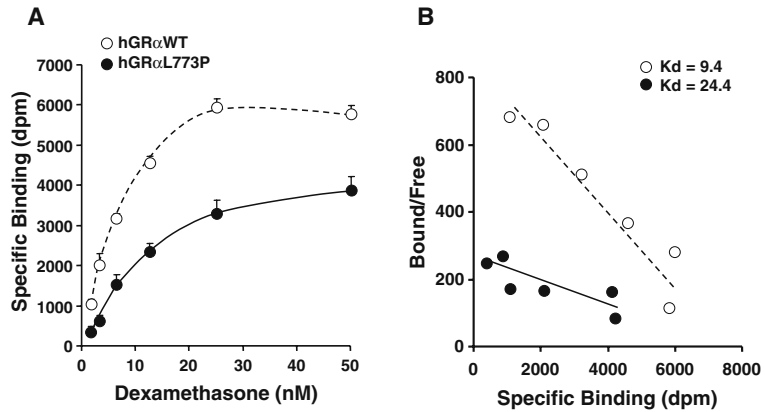 A
hGRαWT
hGRαL773P
7000
6000
5000
4000
3000
2000
1000
0
Specific Binding (dpm)
0 10 20 30 40 50
Dexamethasone (nM)
B
Kd = 9.4
Kd = 24.4
800
600
400
200
0
Bound/Free
0 2000 4000 6000 8000
Specific Binding (dpm)